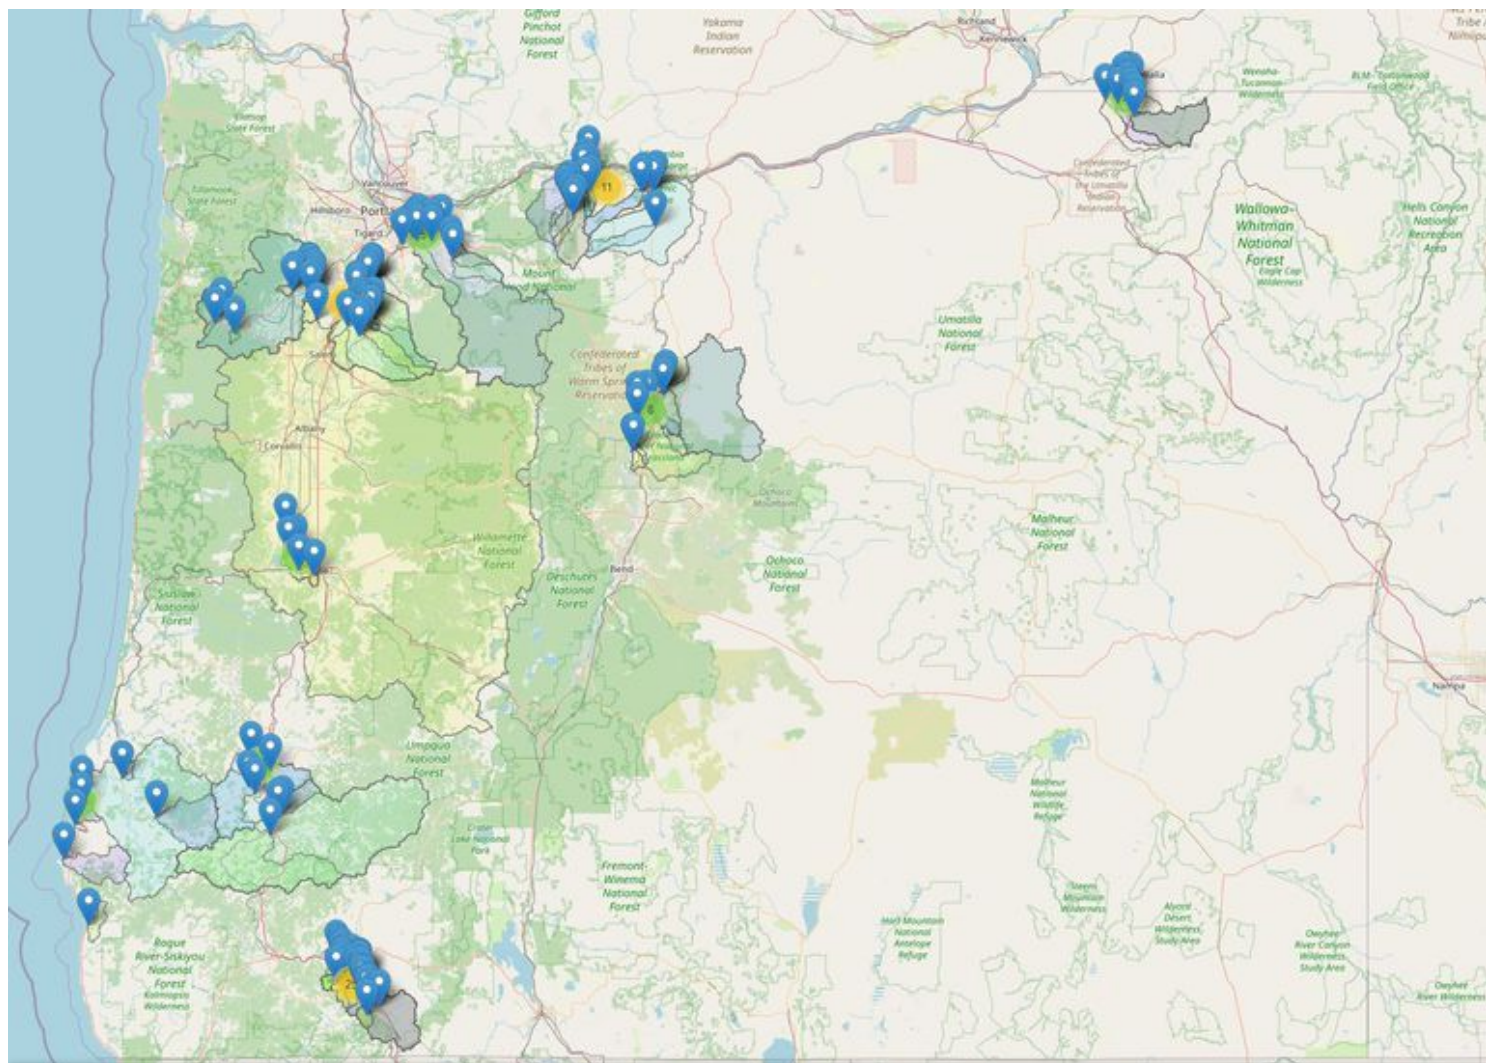 Gifford
Pinchot
National
Forest
Yakama
Indian
Reservation
Richland
Kennewick
Tribe
State Forest
Tillamook
State Forest
Vancouver
Hillsboro
Port
Tigard
11
Wenaha-
Tucannon
Wilderness
BLM - Cottonwood
Field Office
Confederated
Tribes of
the Umatilla
Indian
Reservation
Wallowa-
Whitman
National
Forest
Eagle Cap
Wilderness
Hells Canyon
National
Recreation
Area
Mount
National
Umatilla
National
Forest
Confederated
Tribes of
Warm
6
Albany
Corvallis
Willamette
National
Forest
Ochoco
Mountains
Malheur
National
Forest
Ochoco
National
Forest
Bend
Deschutes
National
Forest
Siuslaw
National
Forest
Nampa
Umpqua
National
Forest
Malheur
National
Wildlife
Refuge
Crater
Lake National
Park
Fremont-
Winema
National
Forest
Steens
Mountain
Wilderness
Hart Mountain
National
Antelope
Refuge
Alvord
Desert
Wilderness
Study Area
Owyhee
River Canyon
Wilderness
Study Area
Rogue
River-Siskiyou
National
Forest
Kalmiopsis
Wilderness
Owyhee
River Wilderness